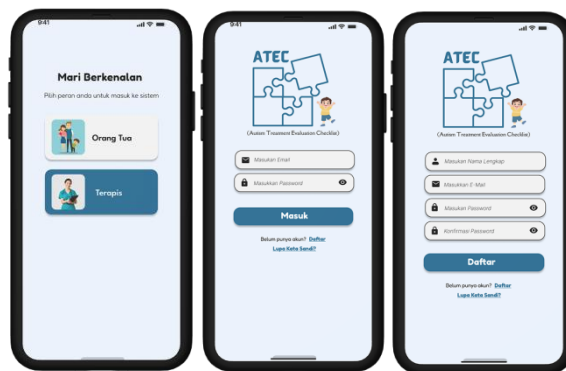 9:41
Mari Berkenalan
Pilih peran anda untuk masuk ke sistem
Orang Tua
Terapis
9:41
ATEC
(Autism Treatment Evaluation Checklist)
Masukan Email
Masukkan Password
Masuk
Belum punya akun? Daftar
Lupa Kata Sandi?
ATEC
(Autism Treatment Evaluation Checklist)
Masukan Nama Lengkap
Masukkan E-Mail
Masukan Password
Konfirmasi Password
Daftar
Belum punya akun? Daftar
Lupa Kata Sandi?